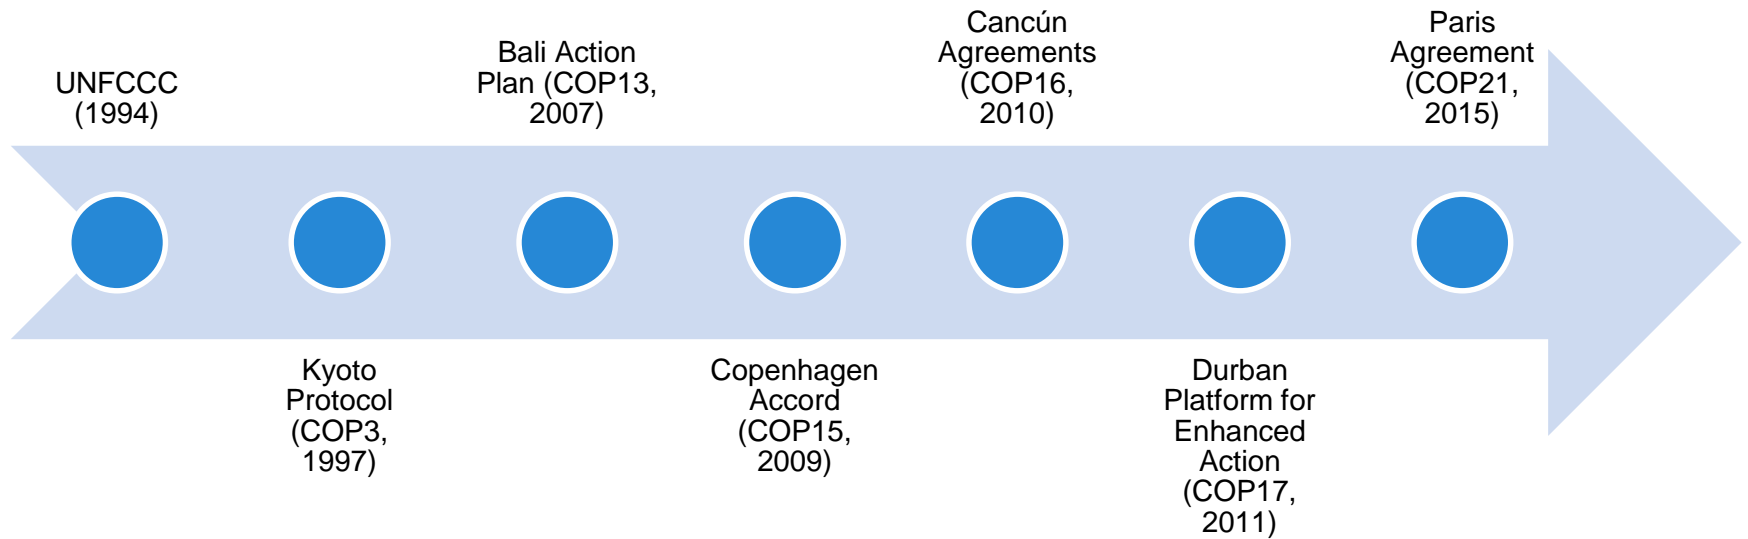 UNFCCC
(1994)
Kyoto
Protocol
(COP3,
1997)
Bali Action
Plan (COP13,
2007)
Copenhagen
Accord
(COP15,
2009)
Cancún
Agreements
(COP16,
2010)
Durban
Platform for
Enhanced
Action
(COP17,
2011)
Paris
Agreement
(COP21,
2015)